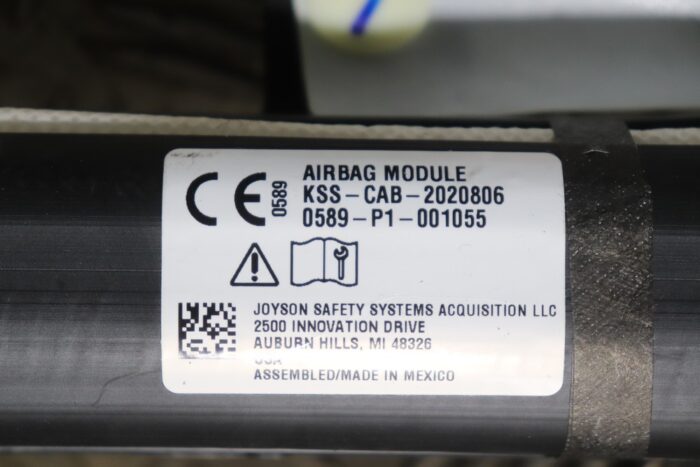 CE 0589
AIRBAG MODULE
KSS-CAB-2020806
0589-P1-001055
JOYSON SAFETY SYSTEMS ACQUISITION LLC
2500 INNOVATION DRIVE
AUBURN HILLS, MI 48326
USA
ASSEMBLED/MADE IN MEXICO